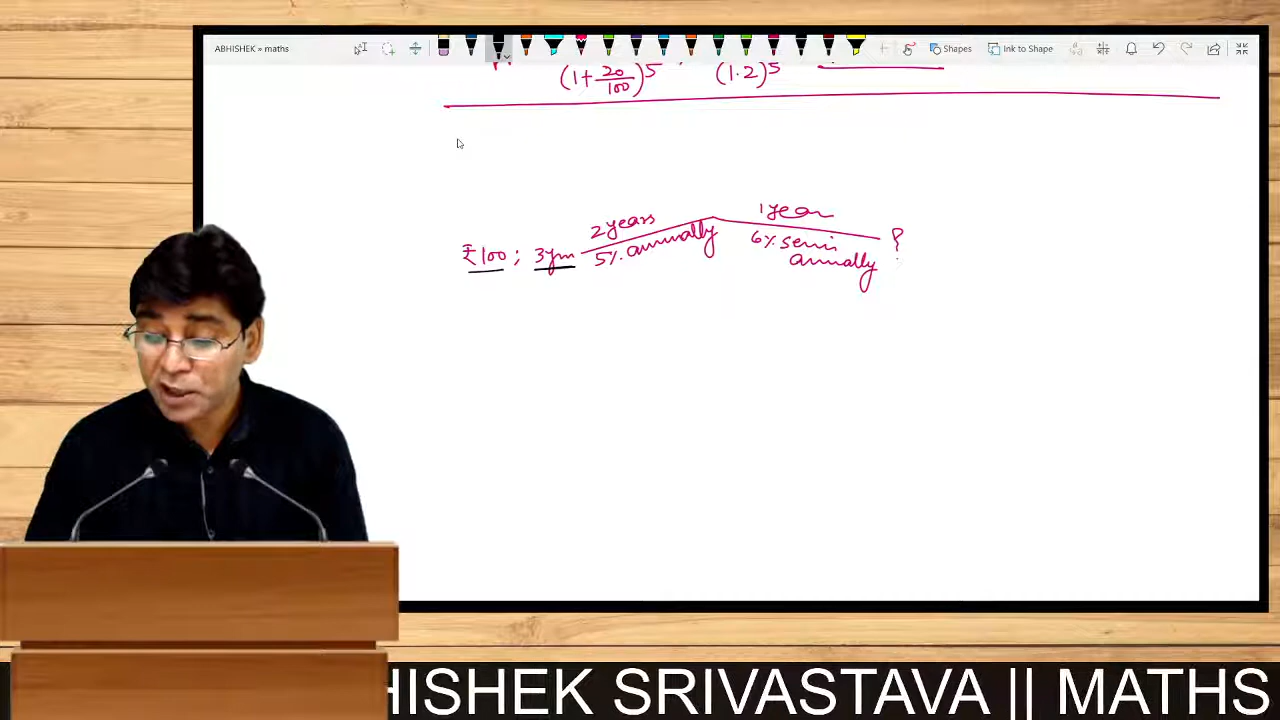 ABHISHEK » maths
Shapes
Ink to Shape
(1+20/100)^5
(1.2)^5
2 years
1 year
₹100 ; 3 yrs
5% annually
6% semi annually
?
HISHEK SRIVASTAVA || MATHS